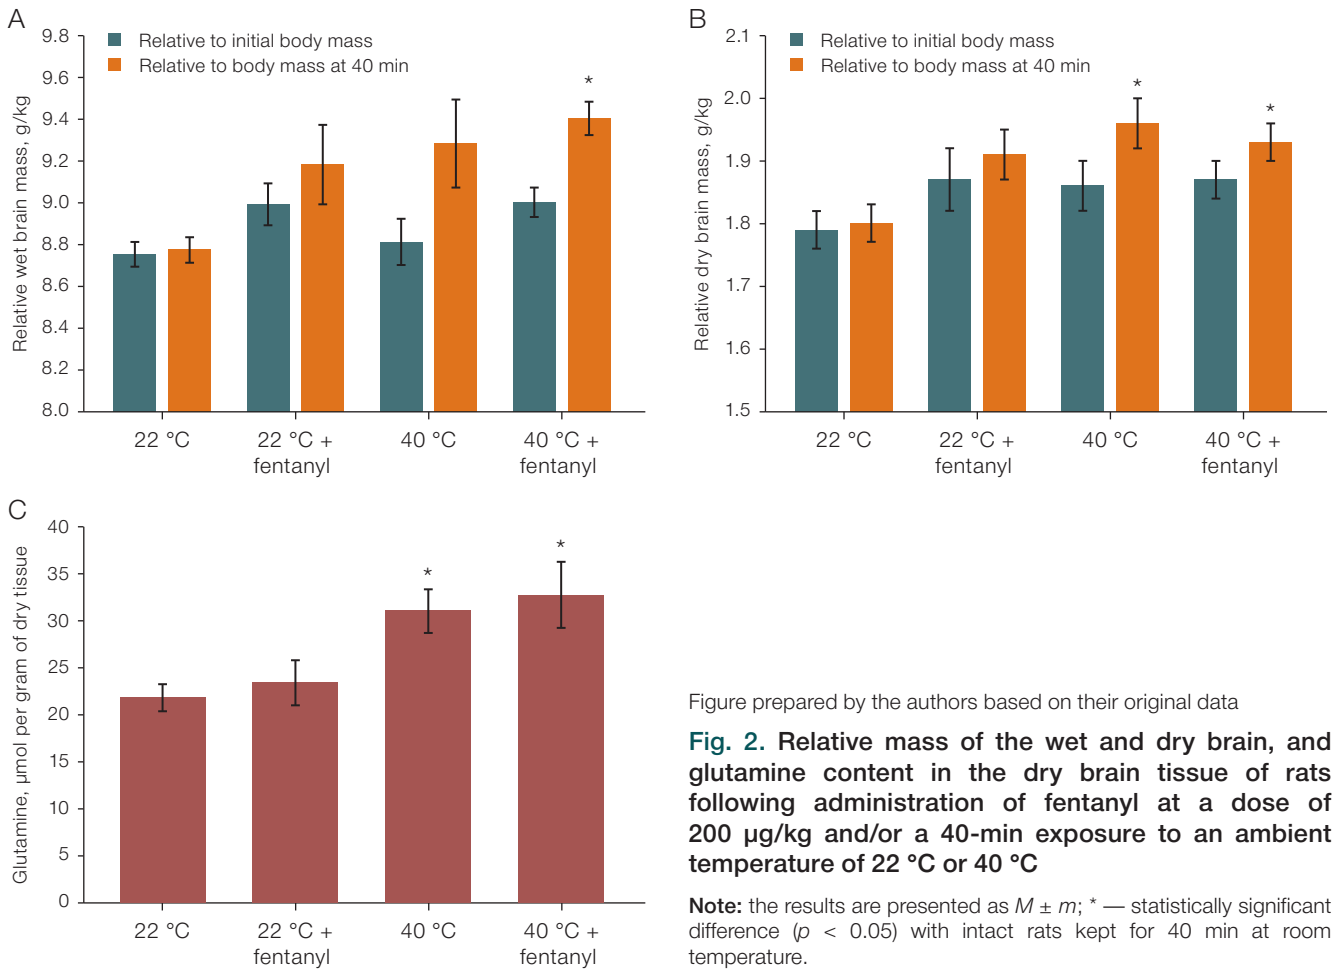 A
Relative to initial body mass
Relative to body mass at 40 min
Relative wet brain mass, g/kg
9.8
9.6
9.4
9.2
9.0
8.8
8.6
8.4
8.2
8.0
*
22 °C
22 °C +
fentanyl
40 °C
40 °C +
fentanyl
B
Relative to initial body mass
Relative to body mass at 40 min
Relative dry brain mass, g/kg
2.1
2.0
1.9
1.8
1.7
1.6
1.5
*
*
22 °C
22 °C +
fentanyl
40 °C
40 °C +
fentanyl
C
Glutamine, μmol per gram of dry tissue
40
35
30
25
20
15
10
5
0
*
*
22 °C
22 °C +
fentanyl
40 °C
40 °C +
fentanyl
Figure prepared by the authors based on their original data
Fig. 2. Relative mass of the wet and dry brain, and
glutamine content in the dry brain tissue of rats
following administration of fentanyl at a dose of
200 μg/kg and/or a 40-min exposure to an ambient
temperature of 22 °C or 40 °C
Note: the results are presented as M ± m; * — statistically significant
difference (p < 0.05) with intact rats kept for 40 min at room
temperature.